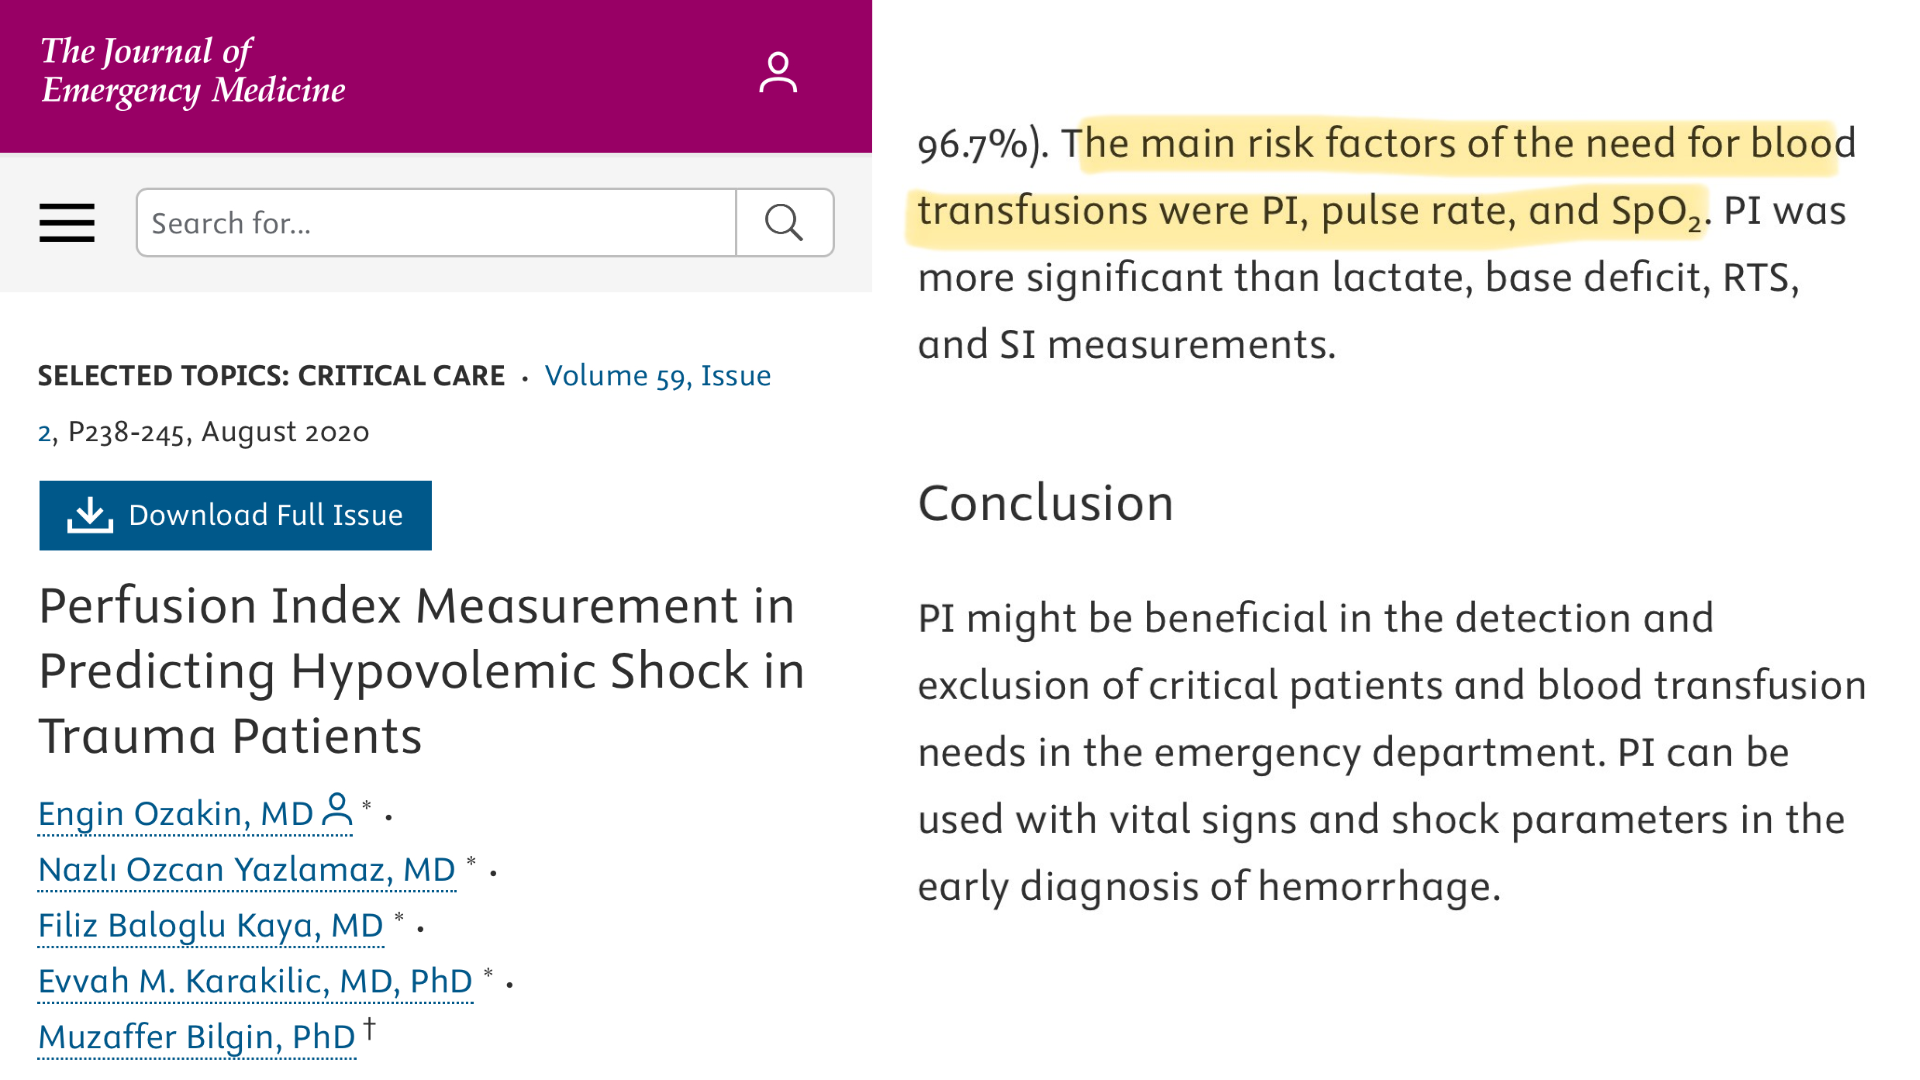 The Journal of
Emergency Medicine
Search for...
SELECTED TOPICS: CRITICAL CARE · Volume 59, Issue
2, P238-245, August 2020
Download Full Issue
Perfusion Index Measurement in
Predicting Hypovolemic Shock in
Trauma Patients
Engin Ozakin, MD * ·
Nazlı Ozcan Yazlamaz, MD * ·
Filiz Baloglu Kaya, MD * ·
Evvah M. Karakilic, MD, PhD * ·
Muzaffer Bilgin, PhD †
96.7%). The main risk factors of the need for blood
transfusions were PI, pulse rate, and SpO₂. PI was
more significant than lactate, base deficit, RTS,
and SI measurements.
Conclusion
PI might be beneficial in the detection and
exclusion of critical patients and blood transfusion
needs in the emergency department. PI can be
used with vital signs and shock parameters in the
early diagnosis of hemorrhage.